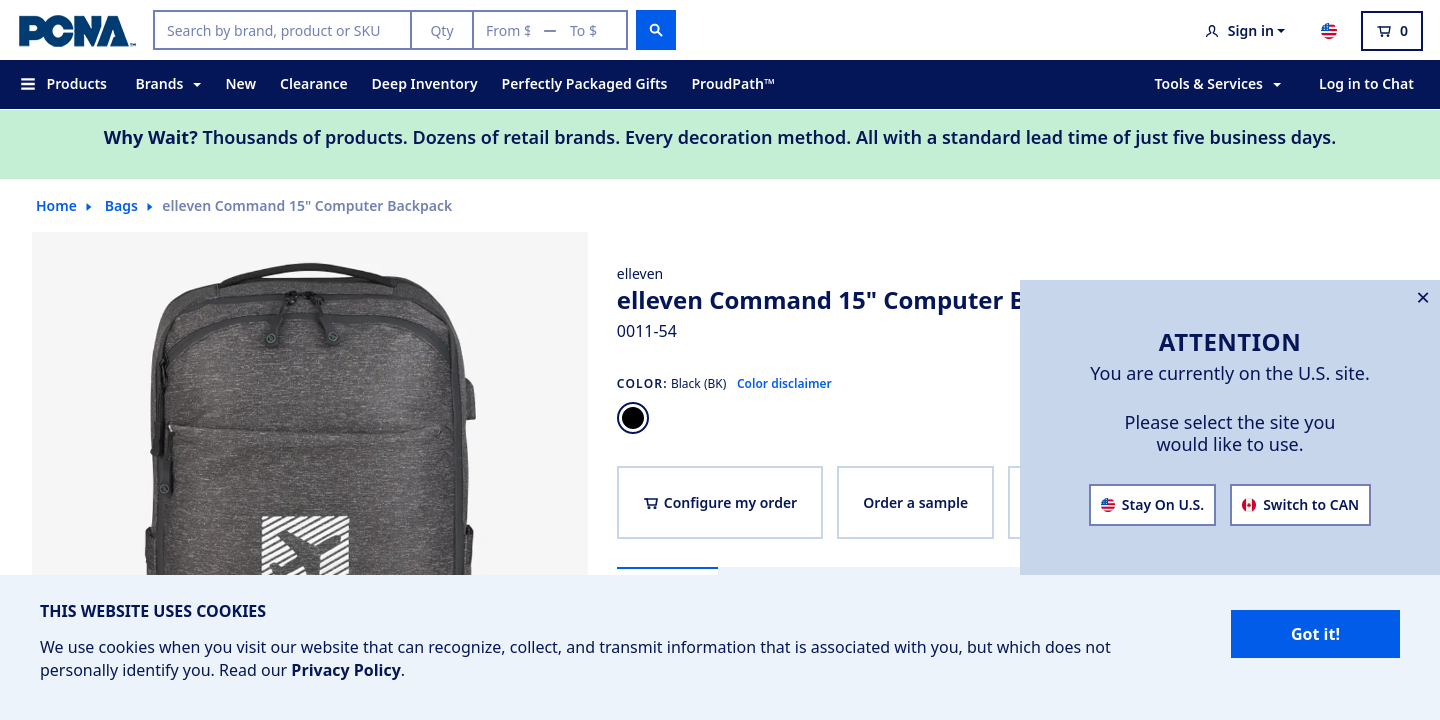 PCNA™
Search by brand, product or SKU
Qty
From $ — To $
Sign in
0
Products
Brands
New
Clearance
Deep Inventory
Perfectly Packaged Gifts
ProudPath™
Tools & Services
Log in to Chat
Why Wait? Thousands of products. Dozens of retail brands. Every decoration method. All with a standard lead time of just five business days.
Home
Bags
elleven Command 15" Computer Backpack
elleven
elleven Command 15" Computer
0011-54
COLOR: Black (BK) Color disclaimer
Configure my order
Order a sample
×
ATTENTION
You are currently on the U.S. site.
Please select the site you
would like to use.
Stay On U.S.
Switch to CAN
THIS WEBSITE USES COOKIES
We use cookies when you visit our website that can recognize, collect, and transmit information that is associated with you, but which does not
personally identify you. Read our Privacy Policy.
Got it!